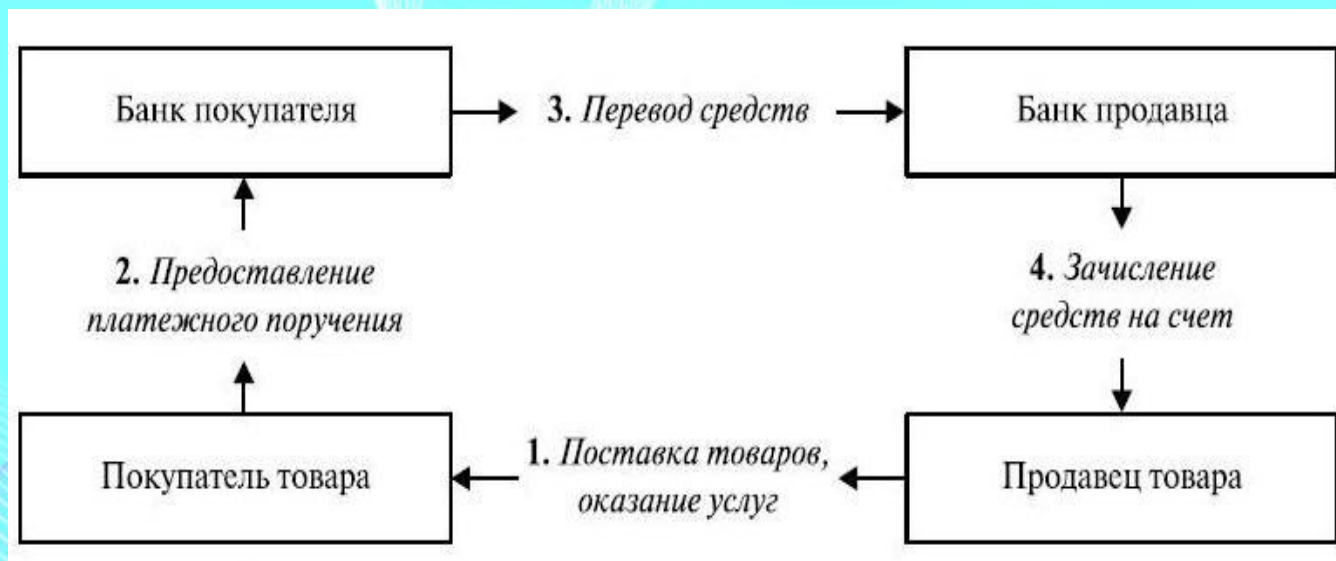 Банк покупателя
3. Перевод средств
Банк продавца
2. Предоставление
платежного поручения
4. Зачисление
средств на счет
Покупатель товара
1. Поставка товаров,
оказание услуг
Продавец товара